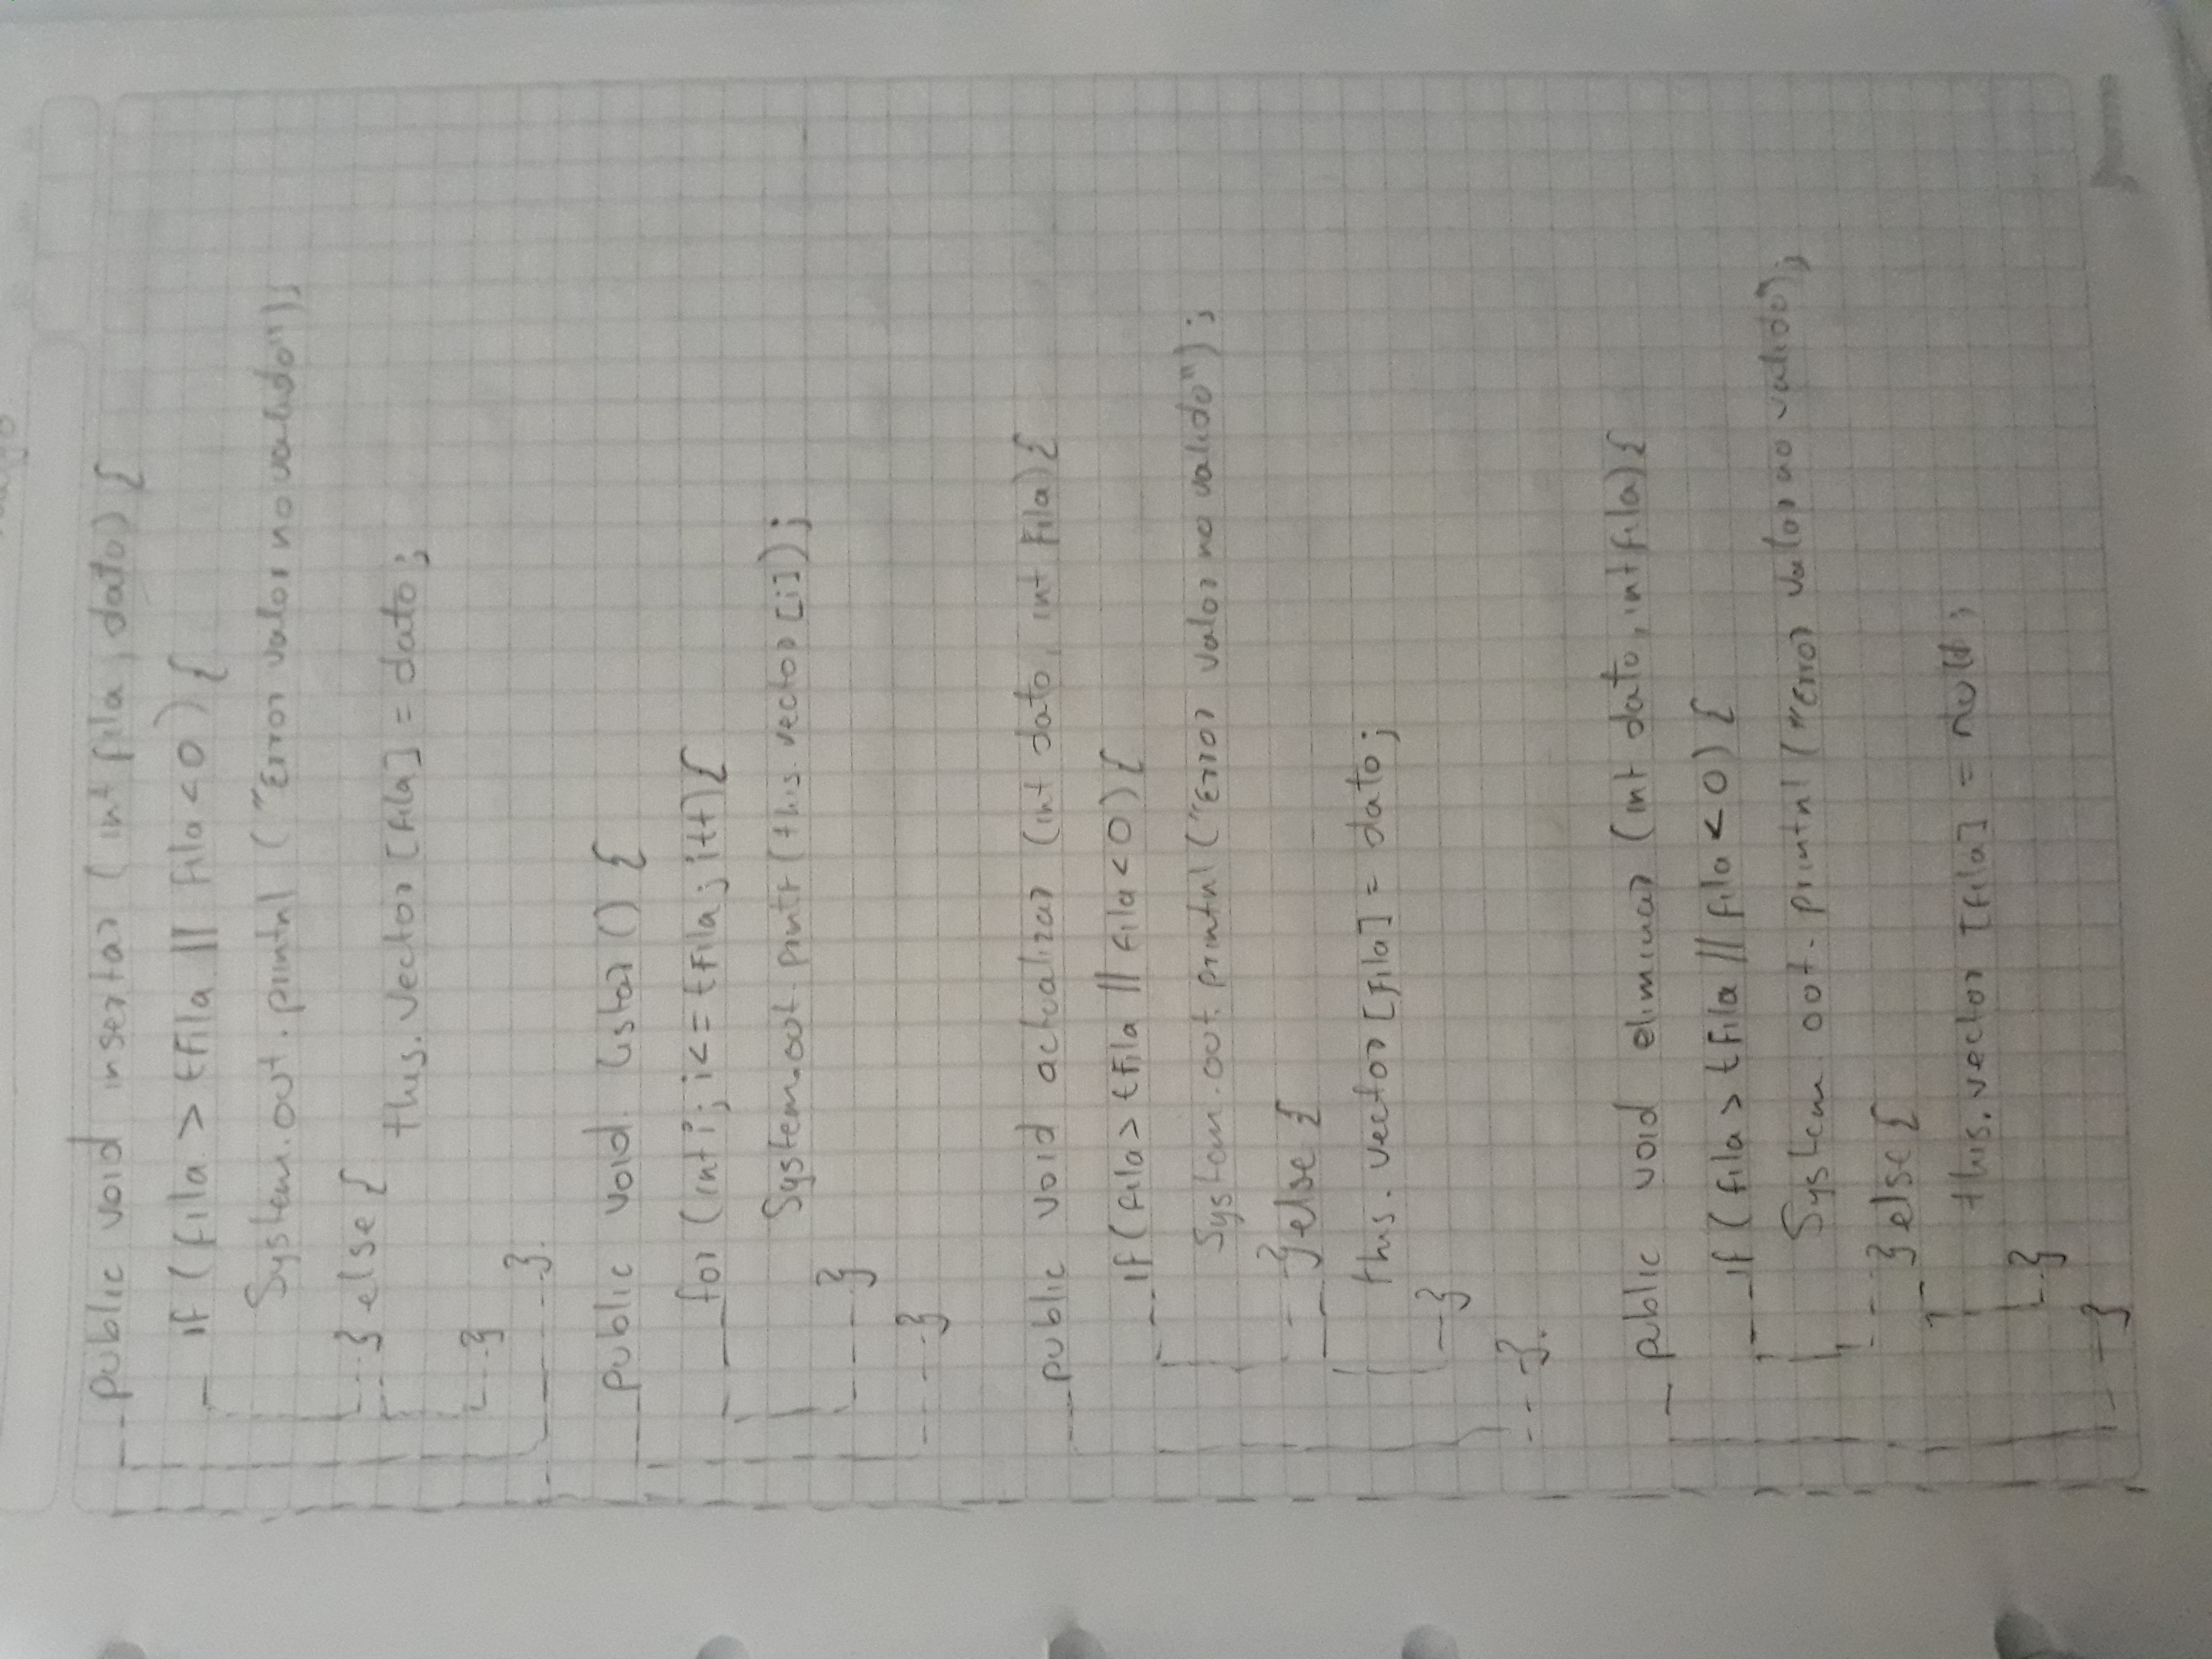 public void insertar (int fila, dato) {
if (fila > tFila || fila < 0) {
System.out.printnl ("Error valor no valido");
} else {
this.vector [fila] = dato;
}
}.
public void listar () {
for (int i; i <= tFila; i++) {
System.out.printt (this.vector [i]);
}
}
public void actualizar (int dato, int Fila) {
if (fila > tFila || fila < 0) {
System.out.printnl ("Error valor no valido");
} else {
this.vector [Fila] = dato;
}
}.
public void eliminar (int dato, int fila) {
if (fila > tFila || fila < 0) {
System out.printnl ("Error valor no valido");
} else {
this.vector [fila] = null;
}
}